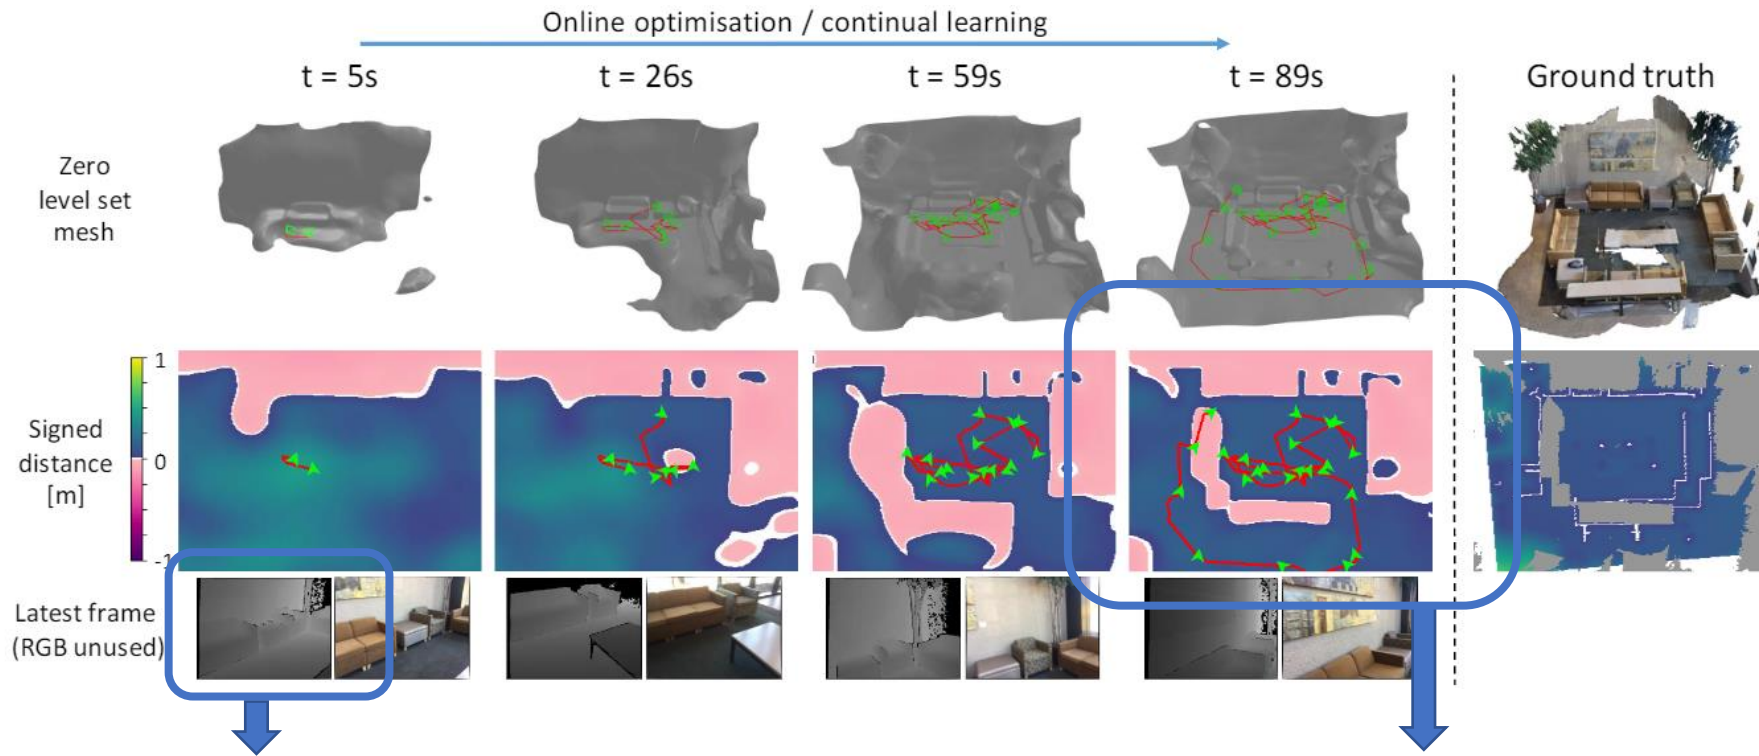 Online optimisation / continual learning
t = 5s
t = 26s
t = 59s
t = 89s
Ground truth
Zero
level set
mesh
Signed
distance
[m]
1
0
-1
Latest frame
(RGB unused)